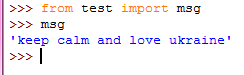 >>> from test import msg
>>> msg
'keep calm and love ukraine'
>>>